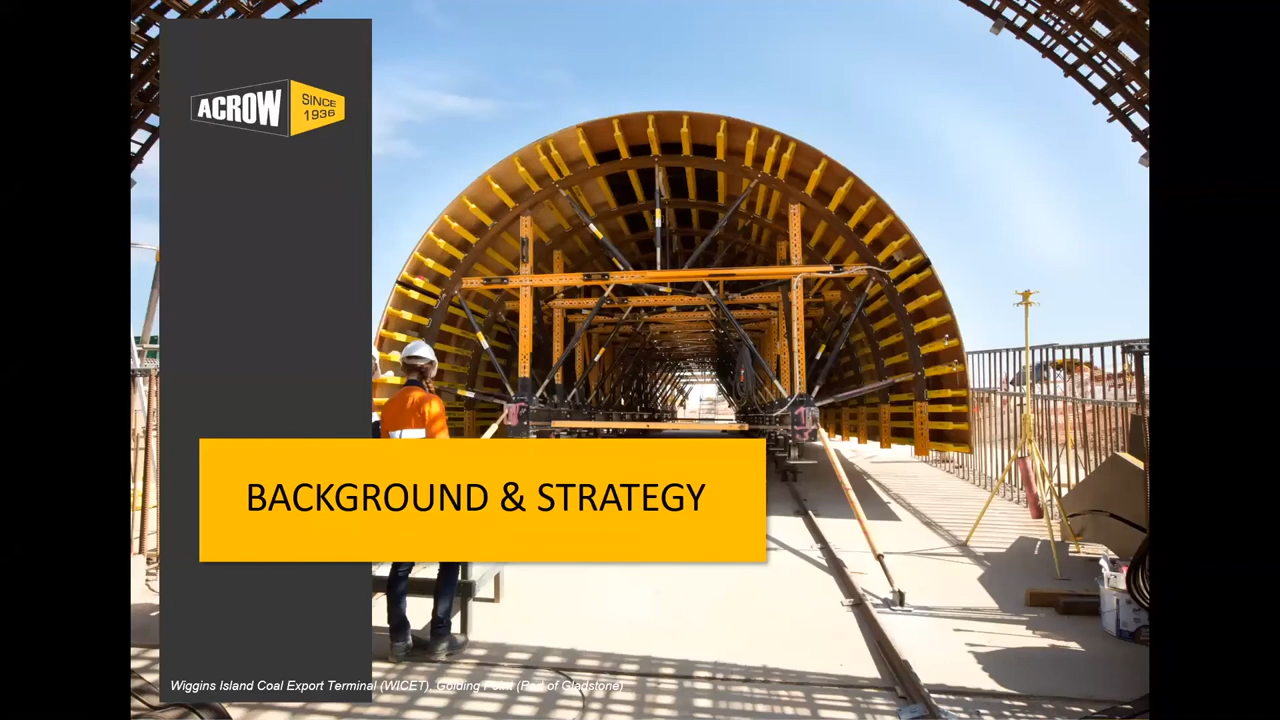 ACROW
SINCE
1936
BACKGROUND & STRATEGY
Wiggins Island Coal Export Terminal (WICET), Golding Point (Port of Gladstone)